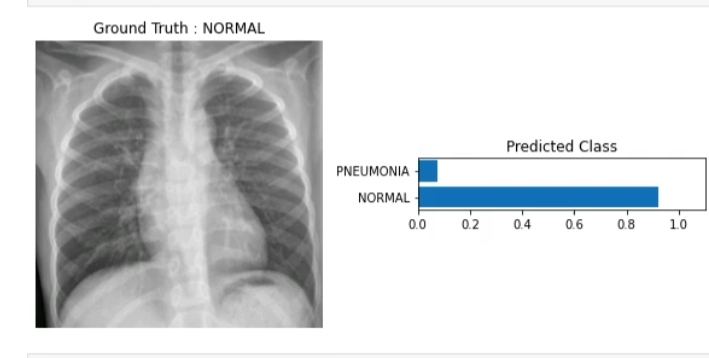 Ground Truth : NORMAL
Predicted Class
PNEUMONIA
NORMAL
0.0 0.2 0.4 0.6 0.8 1.0